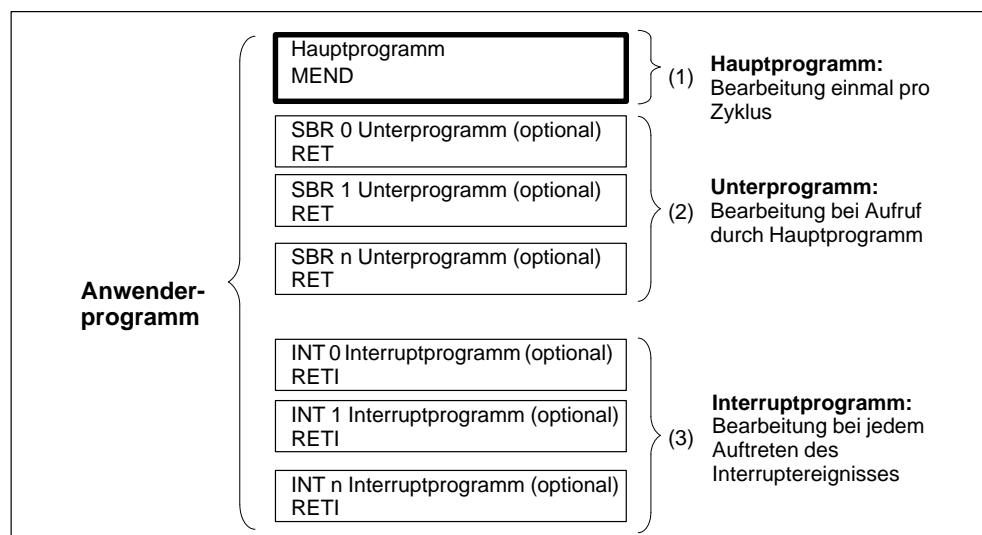 Anwender-
programm
Hauptprogramm
MEND
(1)
Hauptprogramm:
Bearbeitung einmal pro
Zyklus
SBR 0 Unterprogramm (optional)
RET
SBR 1 Unterprogramm (optional)
RET
SBR n Unterprogramm (optional)
RET
(2)
Unterprogramm:
Bearbeitung bei Aufruf
durch Hauptprogramm
INT 0 Interruptprogramm (optional)
RETI
INT 1 Interruptprogramm (optional)
RETI
INT n Interruptprogramm (optional)
RETI
(3)
Interruptprogramm:
Bearbeitung bei jedem
Auftreten des
Interruptereignisses